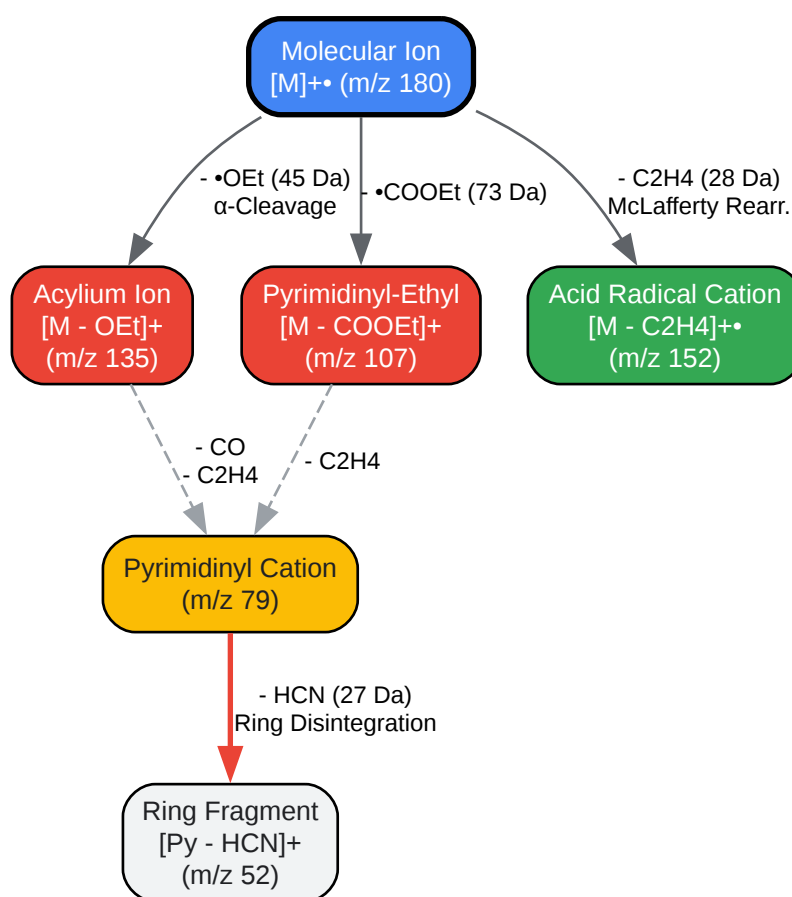 Molecular Ion
[M]+• (m/z 180)
- •OEt (45 Da)
α-Cleavage
- •COOEt (73 Da)
- C2H4 (28 Da)
McLafferty Rearr.
Acylium Ion
[M - OEt]+
(m/z 135)
Pyrimidinyl-Ethyl
[M - COOEt]+
(m/z 107)
Acid Radical Cation
[M - C2H4]+•
(m/z 152)
- CO
- C2H4
- C2H4
Pyrimidinyl Cation
(m/z 79)
- HCN (27 Da)
Ring Disintegration
Ring Fragment
[Py - HCN]+
(m/z 52)